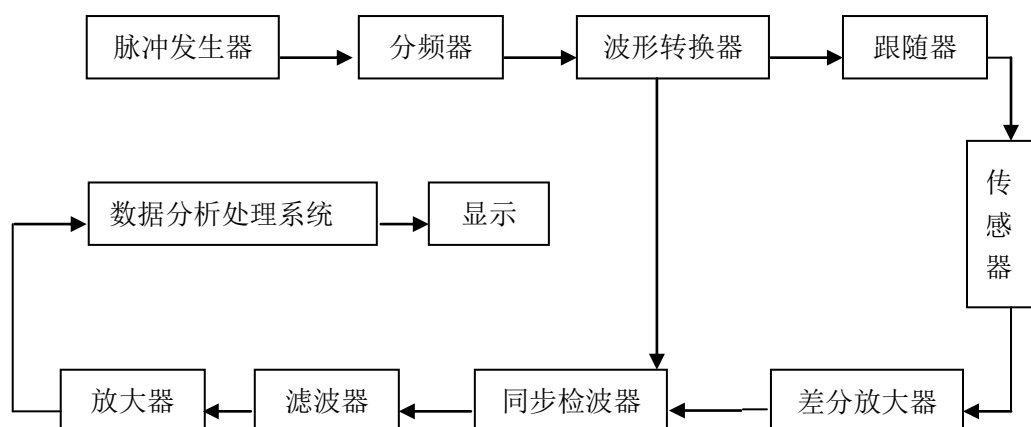 脉冲发生器
分频器
波形转换器
跟随器
传
感
器
数据分析处理系统
显示
放大器
滤波器
同步检波器
差分放大器